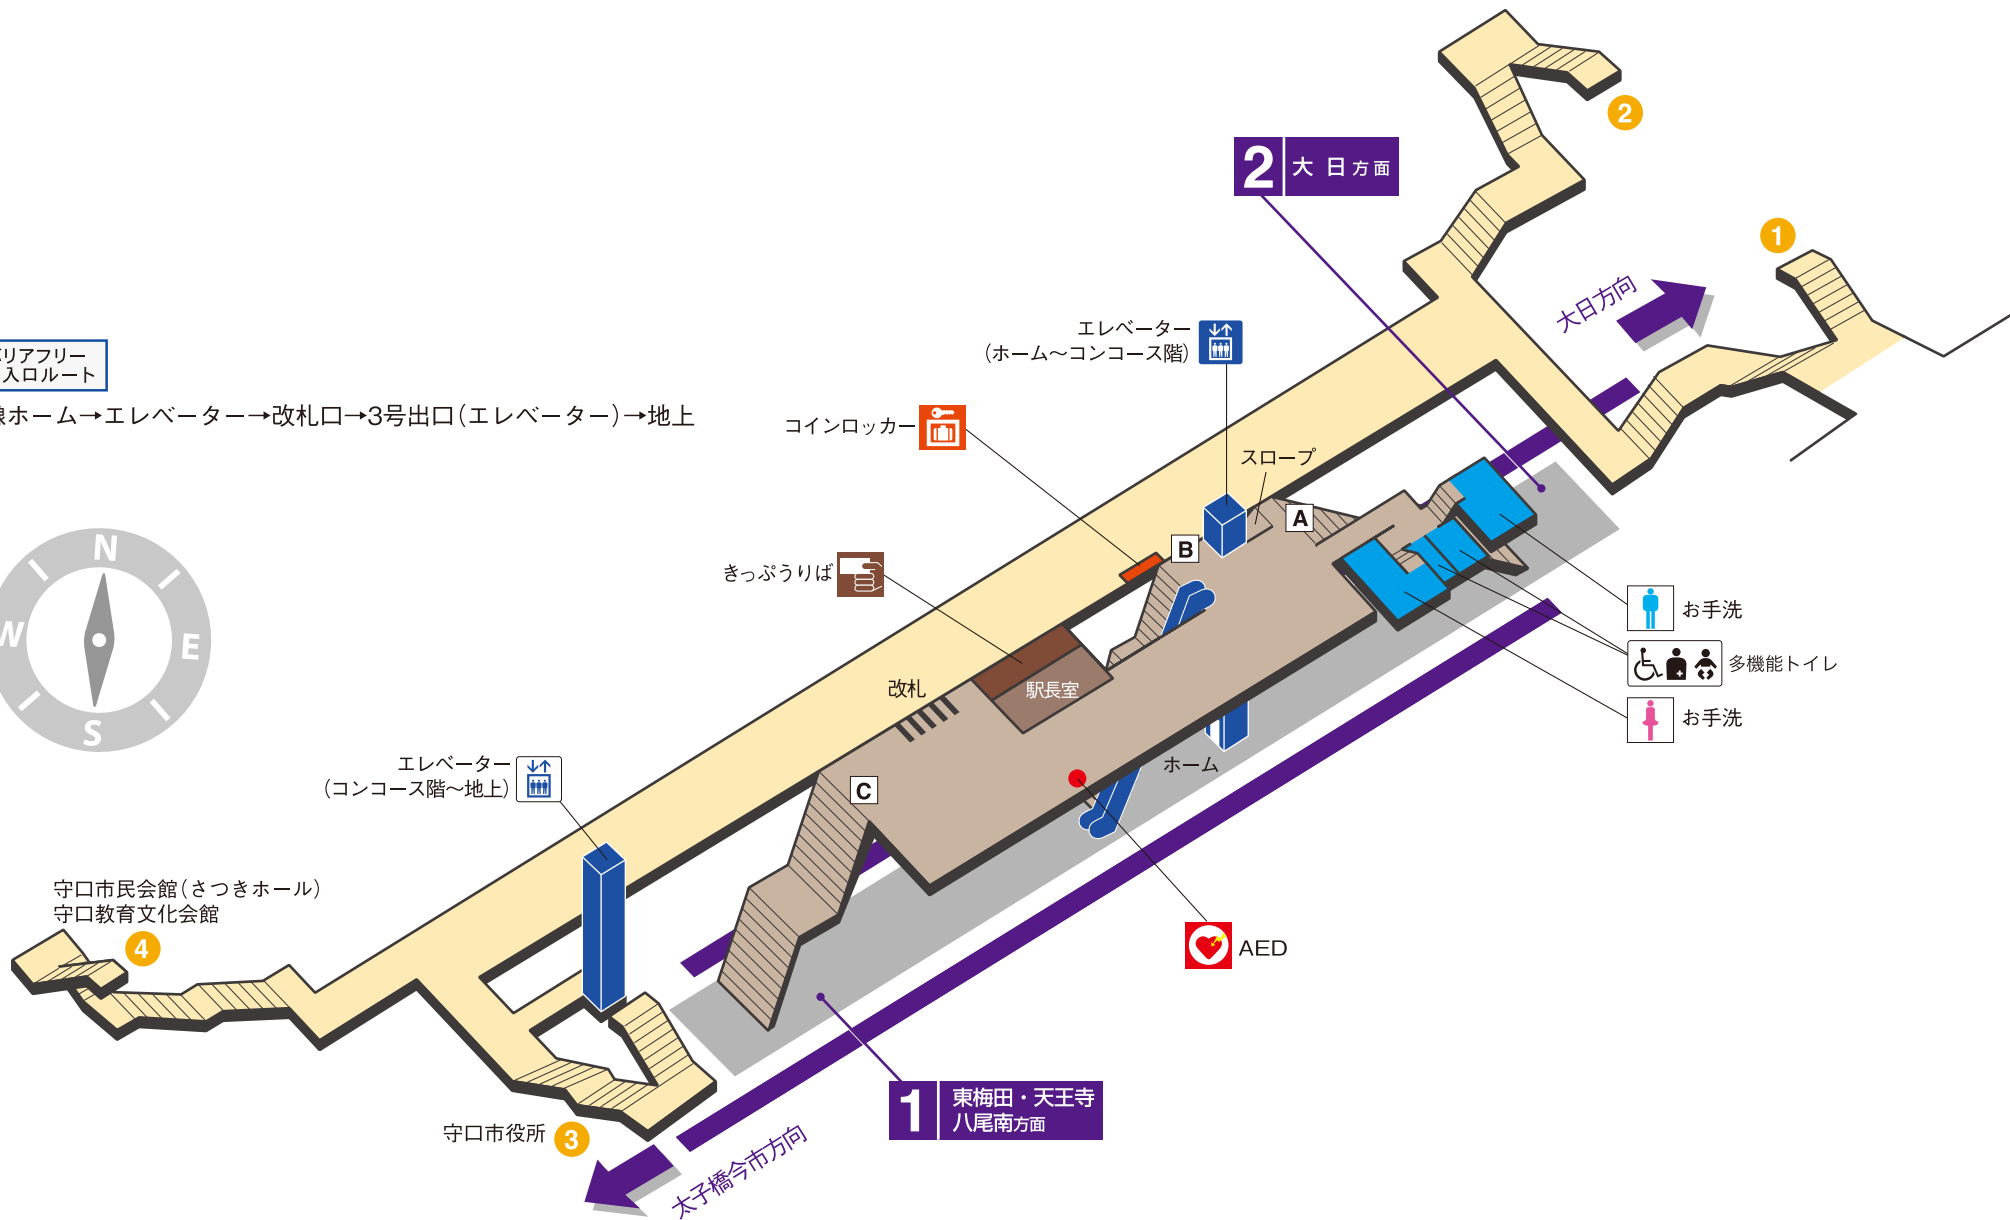 2
2 大日方面
1
大日方向
エレベーター
(ホーム～コンコース階)
バリアフリー
入口ルート
線ホーム→エレベーター→改札口→3号出口(エレベーター)→地上
コインロッカー
スロープ
A
B
N
E
S
W
きっぷうりば
お手洗
多機能トイレ
改札
駅長室
お手洗
ホーム
エレベーター
(コンコース階～地上)
C
守口市民会館(さつきホール)
守口教育文化会館
4
AED
1 東梅田・天王寺
八尾南方面
守口市役所
3
太子橋今市方向